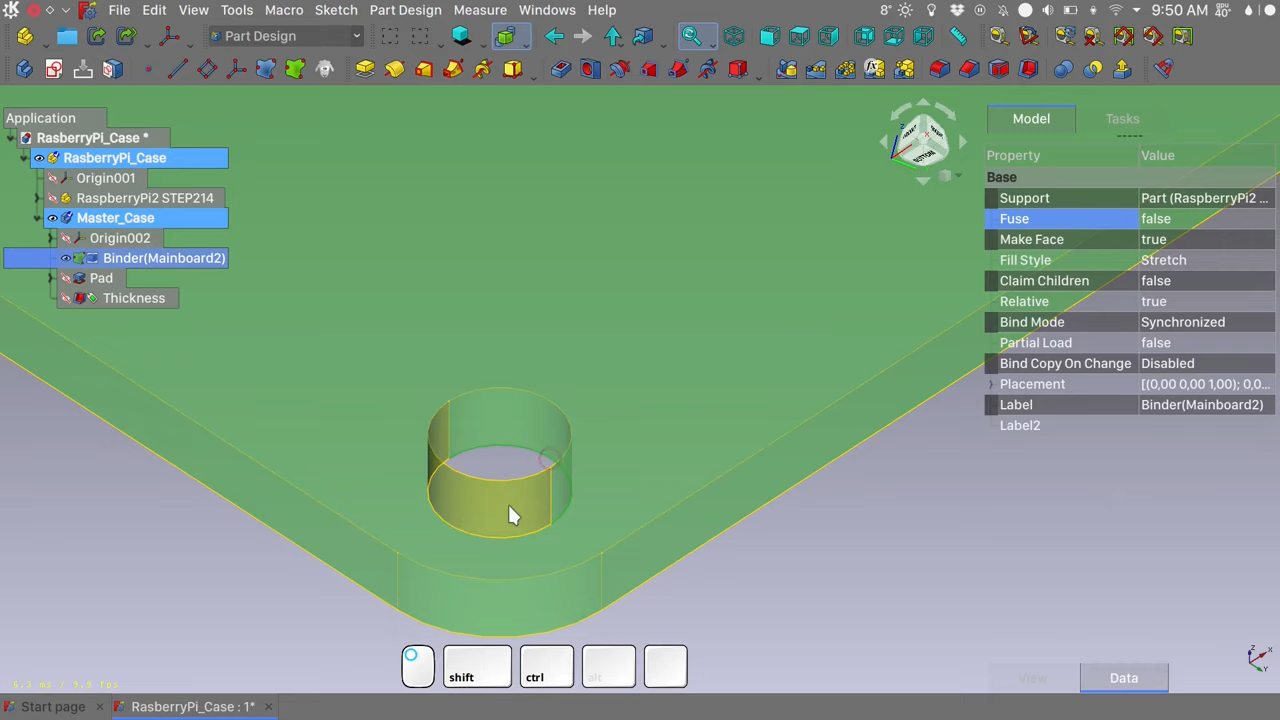 File Edit View Tools Macro Sketch Part Design Measure Windows Help
8° 9:50 AM
Part Design
Application
RasberryPi_Case *
RasberryPi_Case
Origin001
RaspberryPi2 STEP214
Master_Case
Origin002
Binder(Mainboard2)
Pad
Thickness
BOTTOM
Model Tasks
Property Value
Base
Support Part (RaspberryPi2 ...
Fuse false
Make Face true
Fill Style Stretch
Claim Children false
Relative true
Bind Mode Synchronized
Partial Load false
Bind Copy On Change Disabled
Placement [(0,00 0,00 1,00); 0,0...
Label Binder(Mainboard2)
Label2
shift ctrl alt
View Data
Start page RasberryPi_Case : 1*